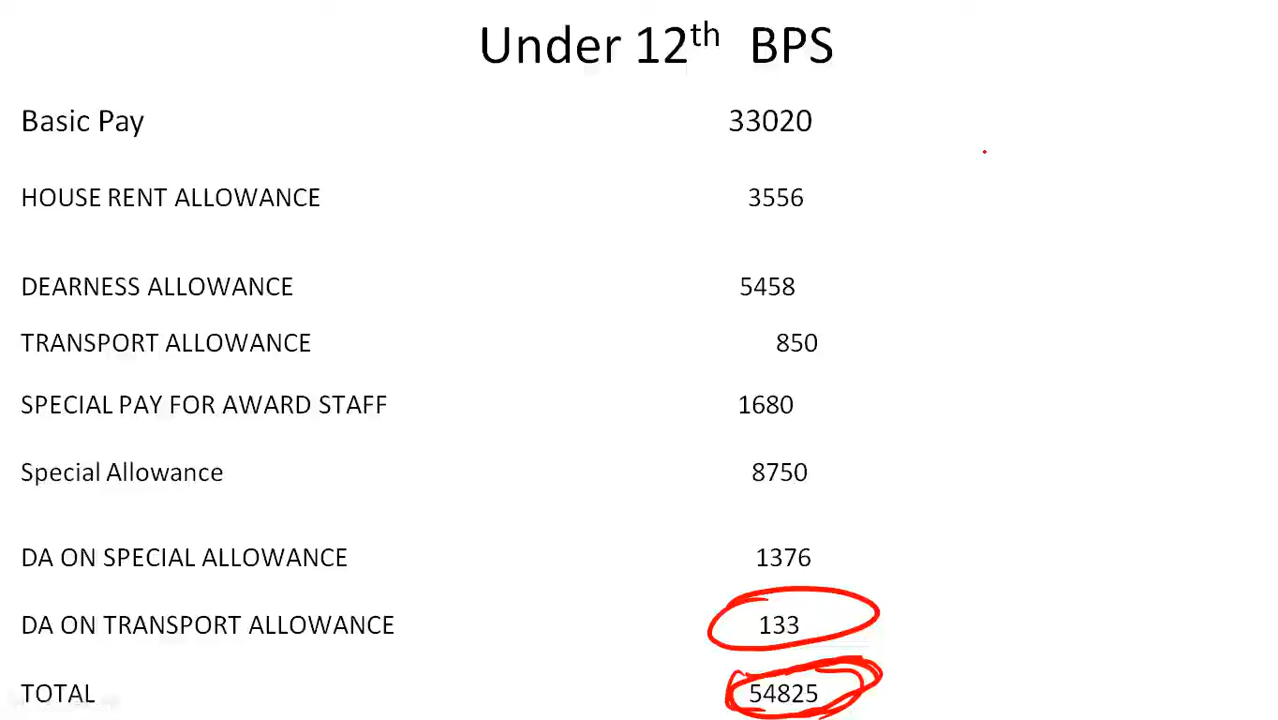 Under 12th BPS
Basic Pay 33020
HOUSE RENT ALLOWANCE 3556
DEARNESS ALLOWANCE 5458
TRANSPORT ALLOWANCE 850
SPECIAL PAY FOR AWARD STAFF 1680
Special Allowance 8750
DA ON SPECIAL ALLOWANCE 1376
DA ON TRANSPORT ALLOWANCE 133
TOTAL 54825